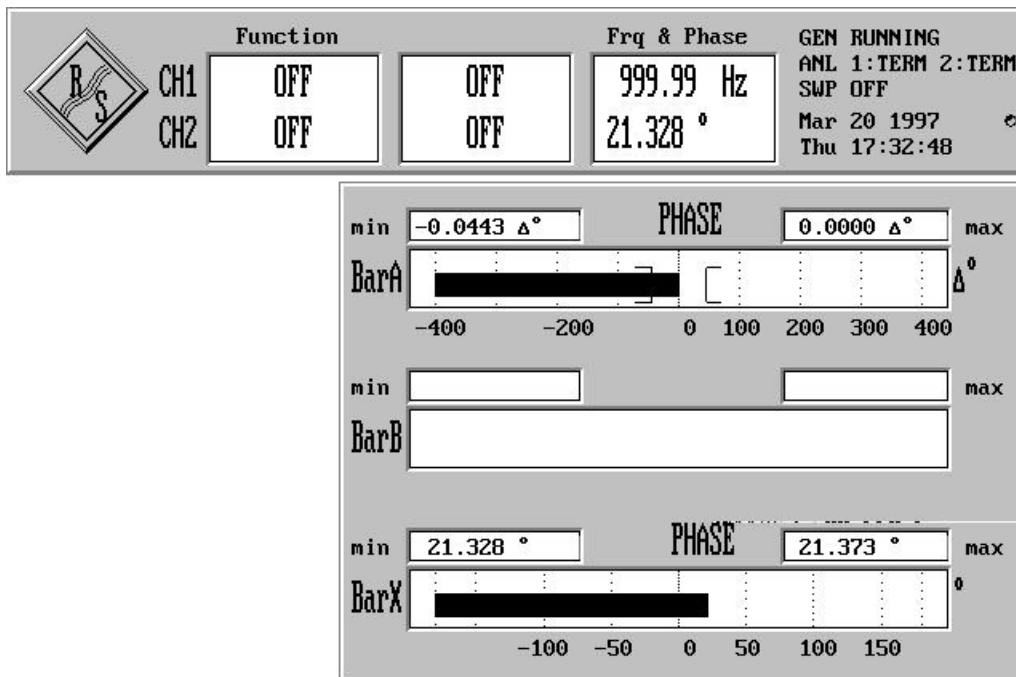 Function Frq & Phase
R S
CH1 OFF OFF 999.99 Hz
CH2 OFF OFF 21.328 °
GEN RUNNING
ANL 1:TERM 2:TERM
SWP OFF
Mar 20 1997
Thu 17:32:48
min -0.0443 Δ° PHASE 0.0000 Δ° max
BarA Δ°
-400 -200 0 100 200 300 400
min max
BarB
min 21.328 ° PHASE 21.373 ° max
BarX °
-100 -50 0 50 100 150